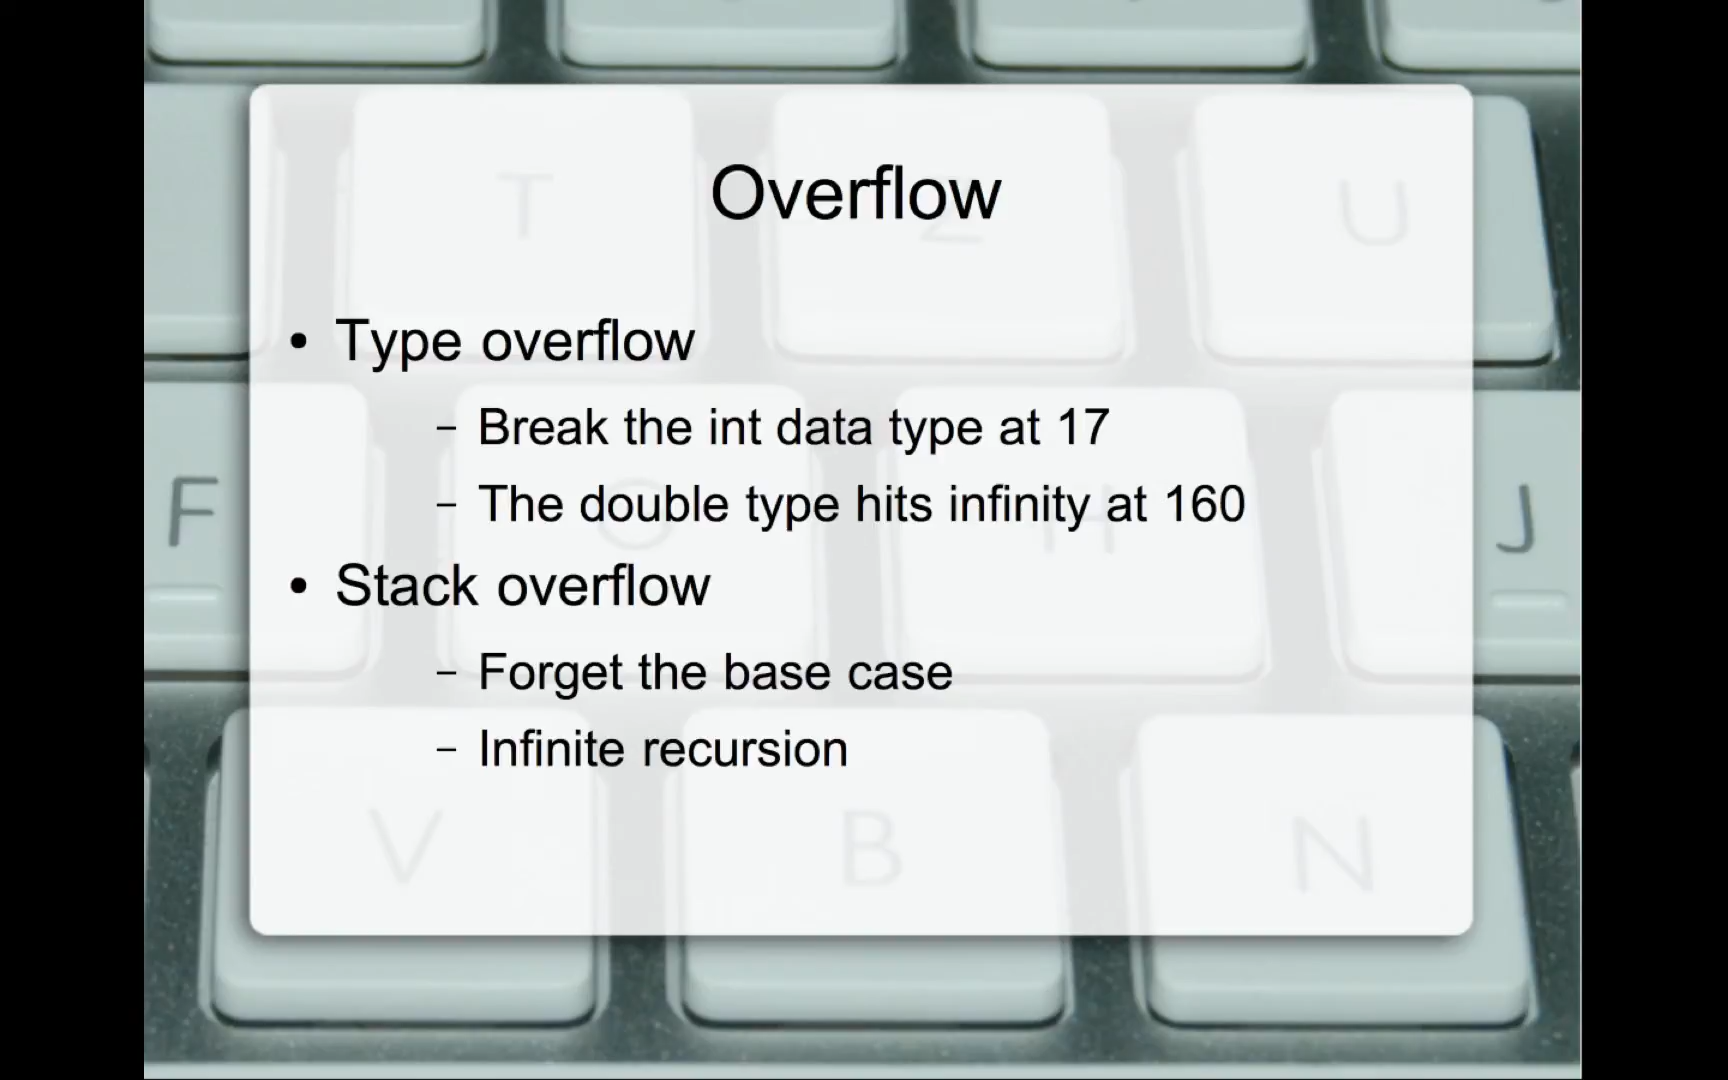 Overflow
• Type overflow
– Break the int data type at 17
– The double type hits infinity at 160
• Stack overflow
– Forget the base case
– Infinite recursion
T
Z
U
F
G
H
J
V
B
N